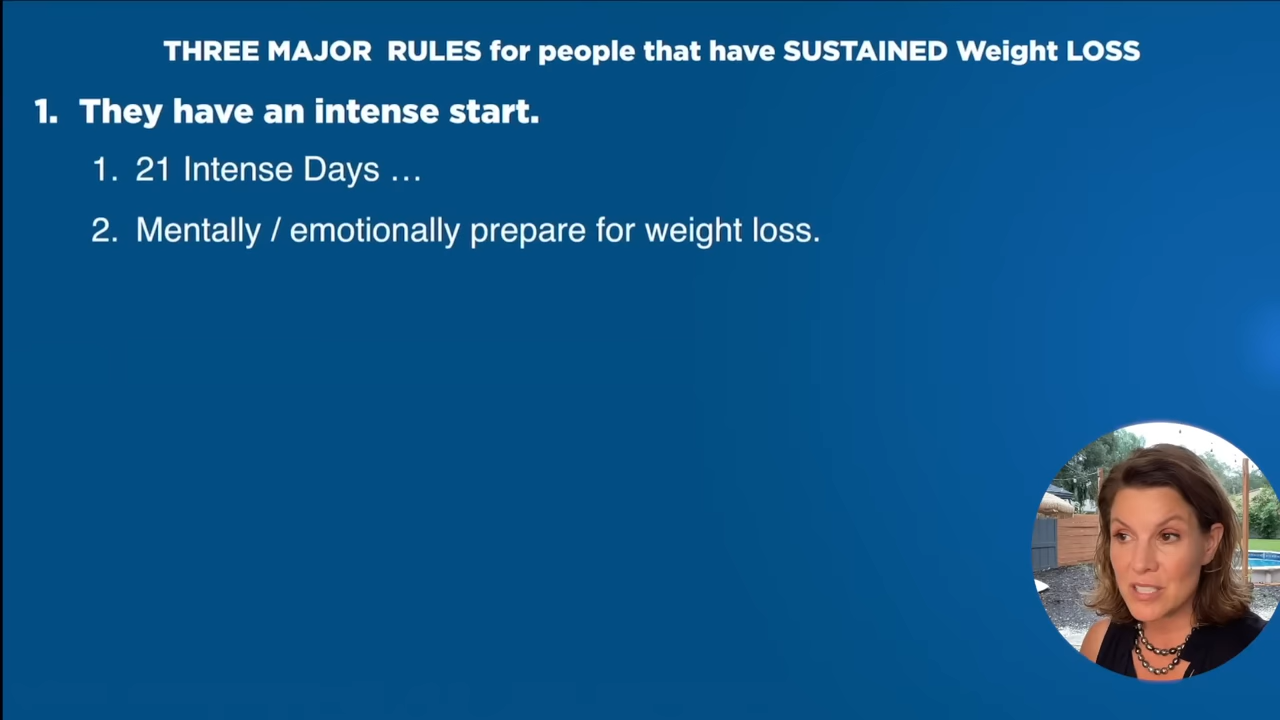 THREE MAJOR RULES for people that have SUSTAINED Weight LOSS
1. They have an intense start.
1. 21 Intense Days …
2. Mentally / emotionally prepare for weight loss.